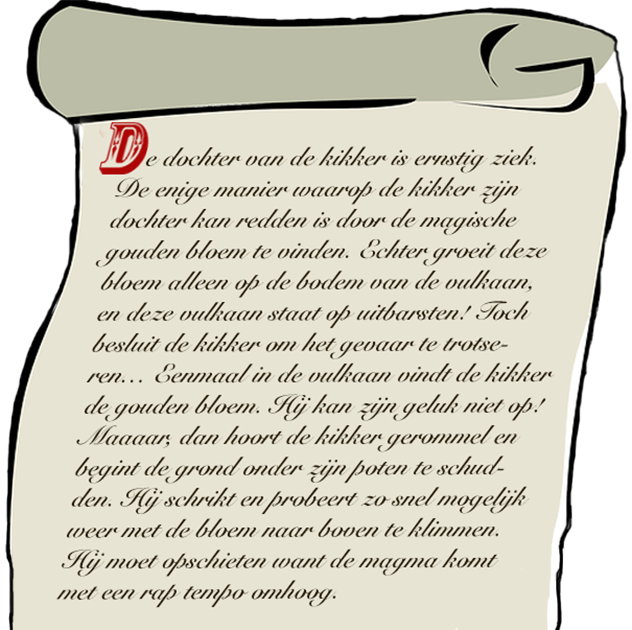 De dochter van de kikker is ernstig ziek.
De enige manier waarop de kikker zijn
dochter kan redden is door de magische
gouden bloem te vinden. Echter groeit deze
bloem alleen op de bodem van de vulkaan,
en deze vulkaan staat op uitbarsten! Toch
besluit de kikker om het gevaar te trotse-
ren... Eenmaal in de vulkaan vindt de kikker
de gouden bloem. Hij kan zijn geluk niet op!
Maaaar, dan hoort de kikker gerommel en
begint de grond onder zijn poten te schud-
den. Hij schrikt en probeert zo snel mogelijk
weer met de bloem naar boven te klimmen.
Hij moet opschieten want de magma komt
met een rap tempo omhoog.